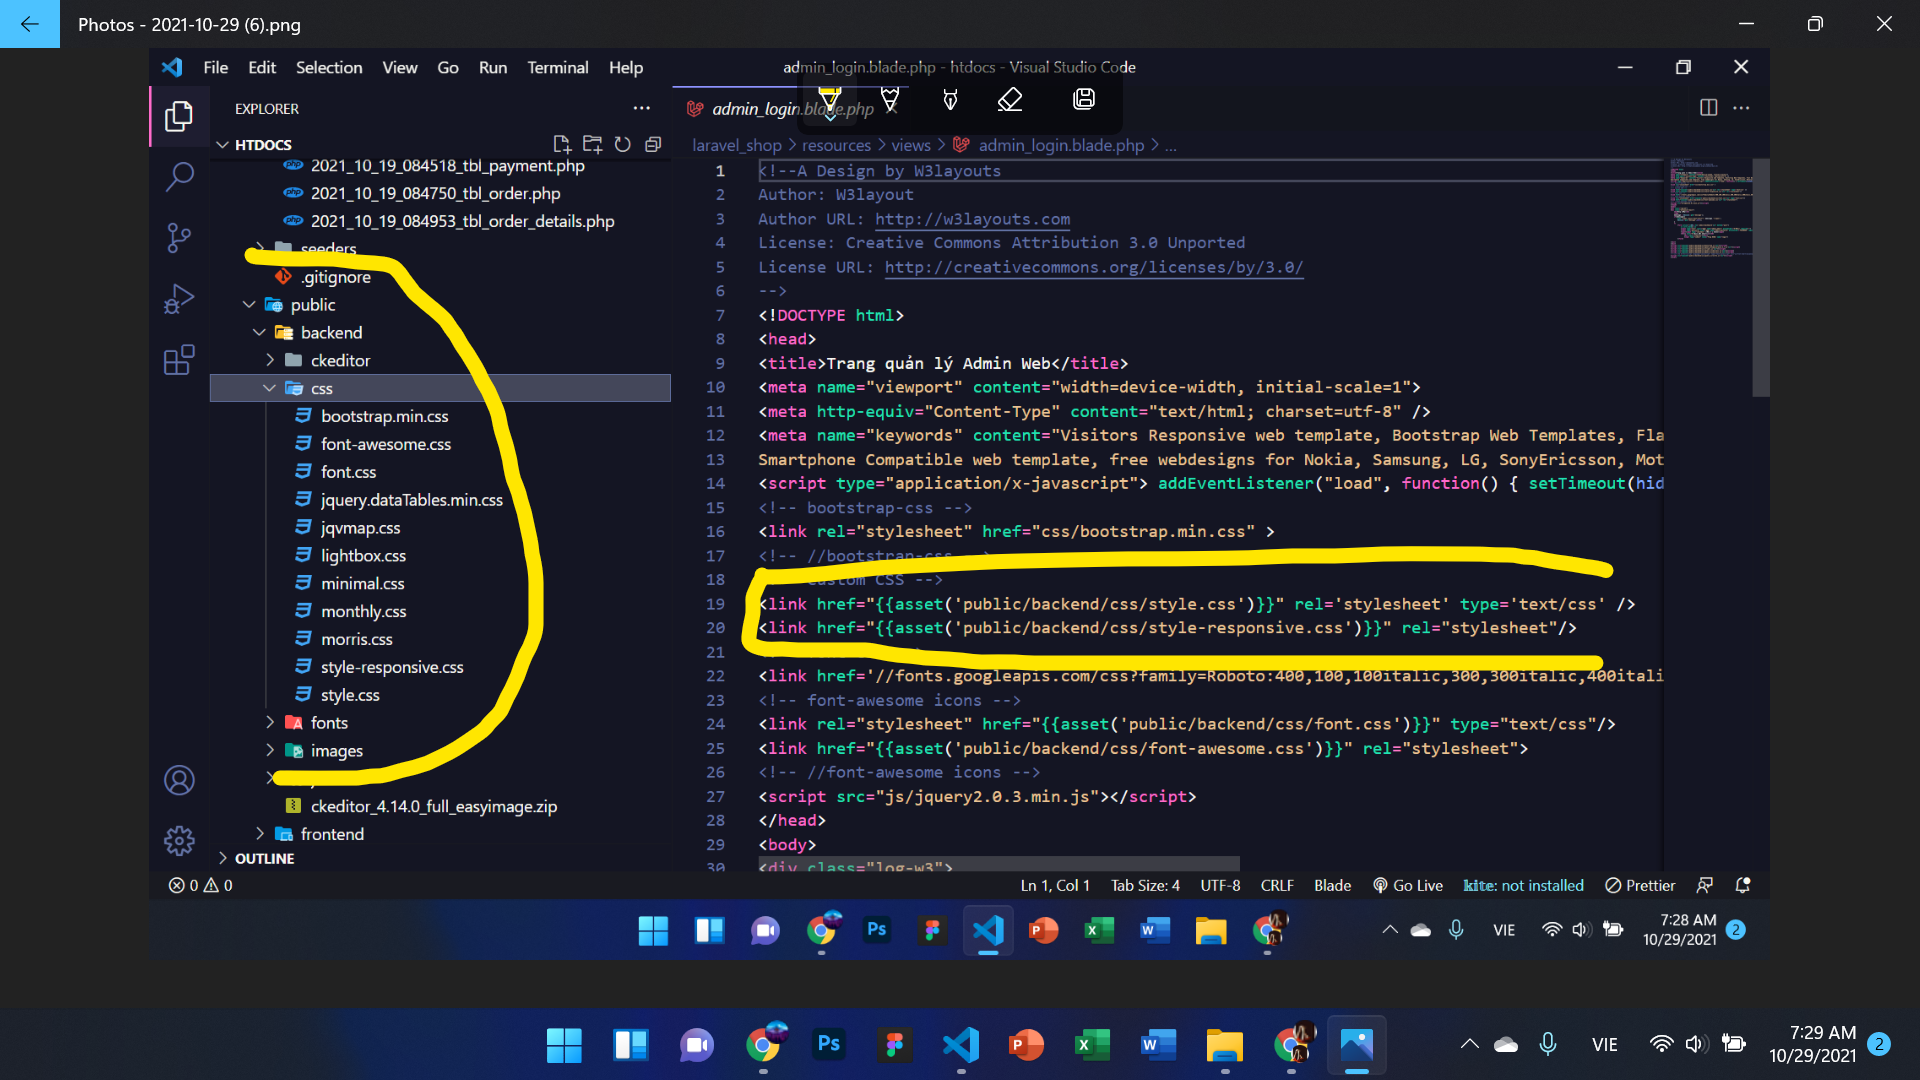 Photos - 2021-10-29 (6).png
File Edit Selection View Go Run Terminal Help
admin_login.blade.php - htdocs - Visual Studio Code
EXPLORER
HTDOCS
2021_10_19_084518_tbl_payment.php
2021_10_19_084750_tbl_order.php
2021_10_19_084953_tbl_order_details.php
seeders
.gitignore
public
backend
ckeditor
css
bootstrap.min.css
font-awesome.css
font.css
jquery.dataTables.min.css
jqvmap.css
lightbox.css
minimal.css
monthly.css
morris.css
style-responsive.css
style.css
fonts
images
ckeditor_4.14.0_full_easyimage.zip
frontend
OUTLINE
admin_login.blade.php
laravel_shop > resources > views > admin_login.blade.php > ...
1 <!--A Design by W3layouts
2 Author: W3layout
3 Author URL: http://w3layouts.com
4 License: Creative Commons Attribution 3.0 Unported
5 License URL: http://creativecommons.org/licenses/by/3.0/
6 -->
7 <!DOCTYPE html>
8 <head>
9 <title>Trang quản lý Admin Web</title>
10 <meta name="viewport" content="width=device-width, initial-scale=1">
11 <meta http-equiv="Content-Type" content="text/html; charset=utf-8" />
12 <meta name="keywords" content="Visitors Responsive web template, Bootstrap Web Templates, Fla
13 Smartphone Compatible web template, free webdesigns for Nokia, Samsung, LG, SonyEricsson, Mot
14 <script type="application/x-javascript"> addEventListener("load", function() { setTimeout(hid
15 <!-- bootstrap-css -->
16 <link rel="stylesheet" href="css/bootstrap.min.css" >
17 <!-- //bootstrap-css
18 Custom CSS -->
19 <link href="{{asset('public/backend/css/style.css')}}" rel='stylesheet' type='text/css' />
20 <link href="{{asset('public/backend/css/style-responsive.css')}}" rel="stylesheet"/>
21
22 <link href='//fonts.googleapis.com/css?family=Roboto:400,100,100italic,300,300italic,400itali
23 <!-- font-awesome icons -->
24 <link rel="stylesheet" href="{{asset('public/backend/css/font.css')}}" type="text/css"/>
25 <link href="{{asset('public/backend/css/font-awesome.css')}}" rel="stylesheet">
26 <!-- //font-awesome icons -->
27 <script src="js/jquery2.0.3.min.js"></script>
28 </head>
29 <body>
30 <div class="log-w3">
0 0
Ln 1, Col 1 Tab Size: 4 UTF-8 CRLF Blade Go Live kite: not installed Prettier
VIE
7:28 AM
10/29/2021
2
VIE
7:29 AM
10/29/2021
2